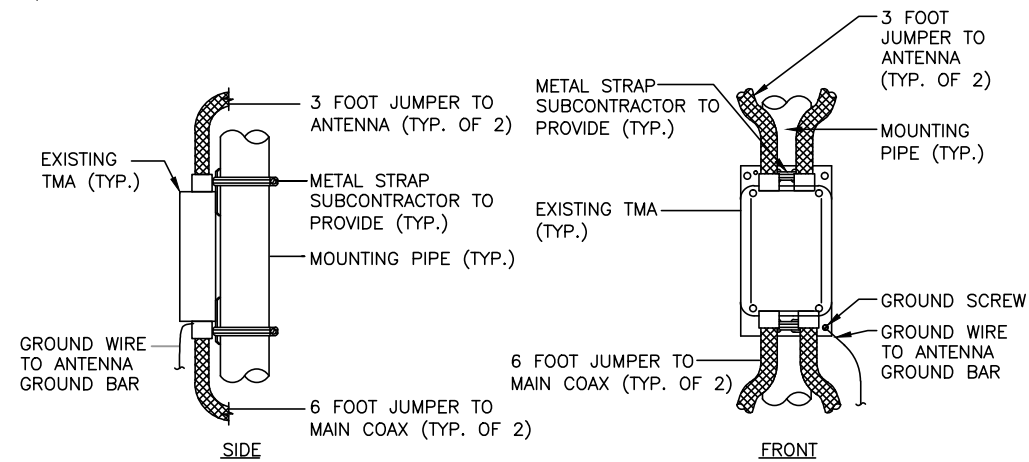 3 FOOT JUMPER TO
ANTENNA (TYP. OF 2)
EXISTING
TMA (TYP.)
METAL STRAP
SUBCONTRACTOR TO
PROVIDE (TYP.)
MOUNTING PIPE (TYP.)
GROUND WIRE
TO ANTENNA
GROUND BAR
6 FOOT JUMPER TO
MAIN COAX (TYP. OF 2)
SIDE
3 FOOT
JUMPER TO
ANTENNA
(TYP. OF 2)
METAL STRAP
SUBCONTRACTOR TO
PROVIDE (TYP.)
MOUNTING
PIPE (TYP.)
EXISTING TMA
(TYP.)
GROUND SCREW
GROUND WIRE
TO ANTENNA
GROUND BAR
6 FOOT JUMPER TO
MAIN COAX (TYP. OF 2)
FRONT